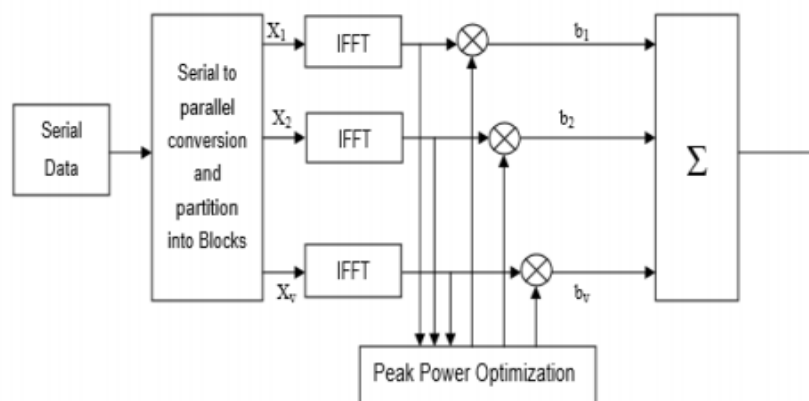 Serial
Data
Serial to
parallel
conversion
and
partition
into Blocks
X1
IFFT
b1
X2
IFFT
b2
Xv
IFFT
bv
Σ
Peak Power Optimization